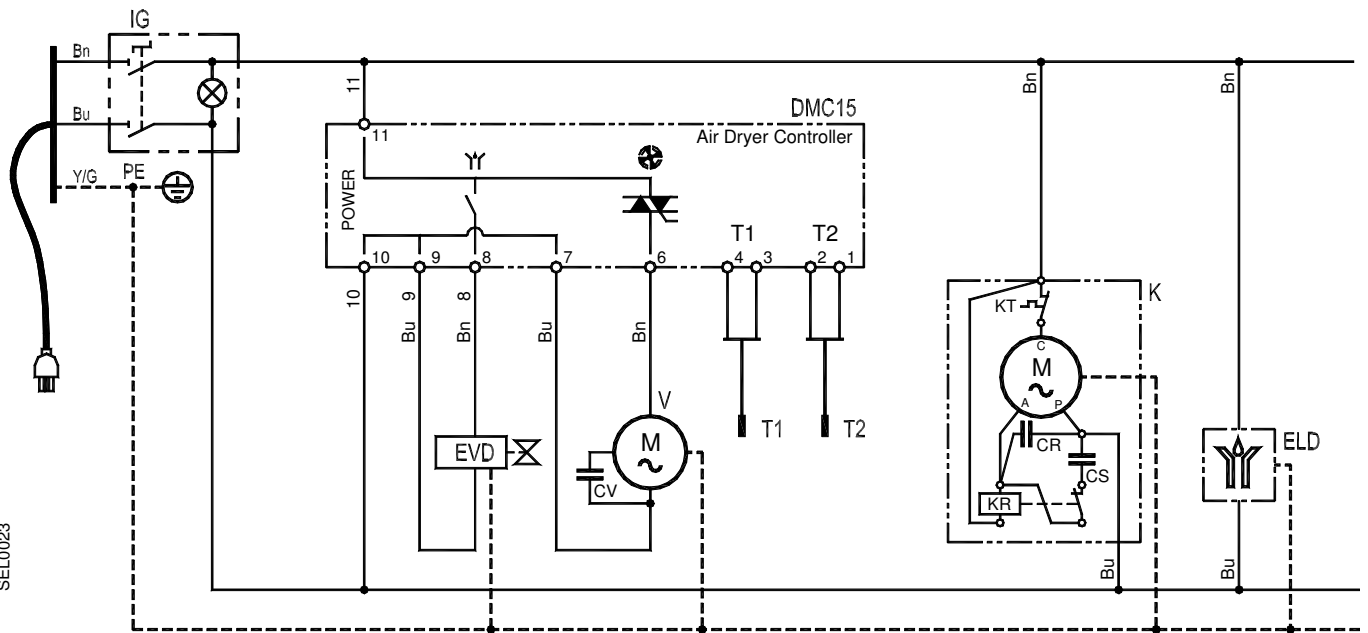 IG
Bn
Bu
Y/G PE
11
11
DMC15
Air Dryer Controller
POWER
T1 T2
10 9 8 7 6 4 3 2 1
10 9 8
Bu Bn Bu Bn
EVD
V
M
CV
T1 T2
Bn
K
KT
C
M
A P
CR
CS
KR
Bu
Bn
ELD
Bu
SEL0023